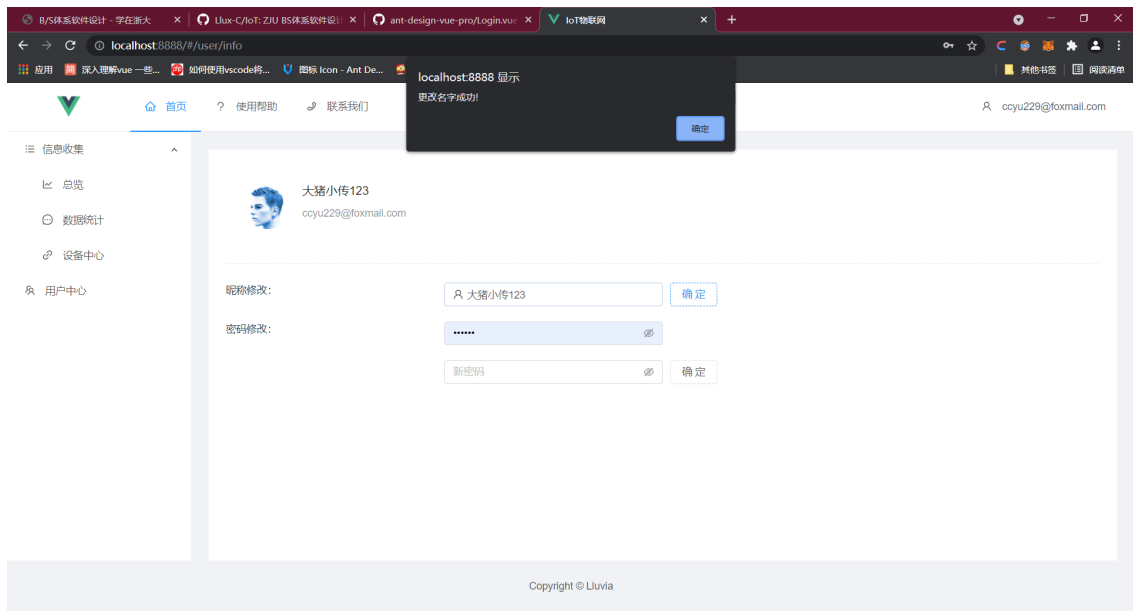 B/S体系软件设计 - 学在浙大
Llux-C/IoT: ZJU BS体系软件设
ant-design-vue-pro/Login.vue
IoT物联网
localhost:8888/#/user/info
应用
深入理解vue 一些...
如何使用vscode将...
图标 Icon - Ant De...
其他书签
阅读清单
localhost:8888 显示
更改名字成功!
确定
首页
使用帮助
联系我们
ccyu229@foxmail.com
信息收集
总览
数据统计
设备中心
用户中心
大猪小传123
ccyu229@foxmail.com
昵称修改:
大猪小传123
确 定
密码修改:
••••••
新密码
确 定
Copyright © Lluvia